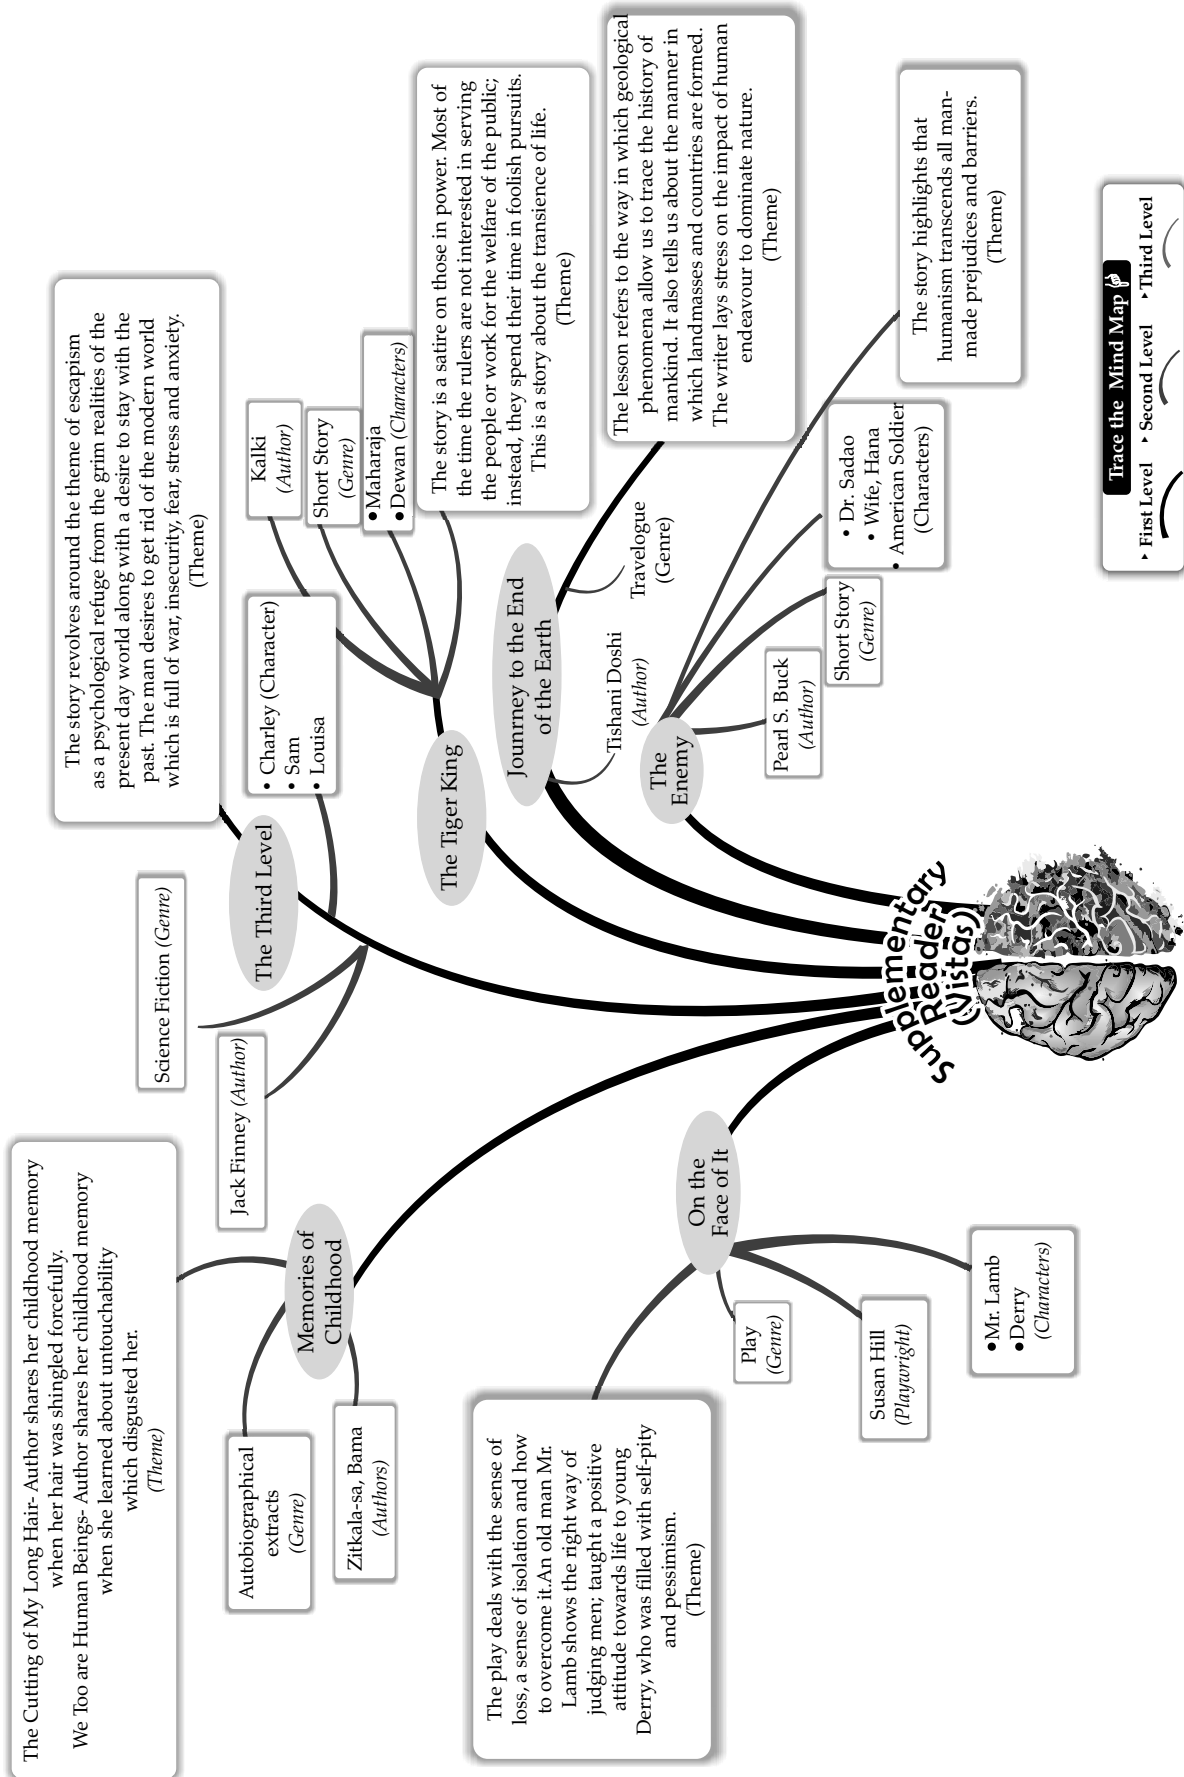 The Cutting of My Long Hair- Author shares her childhood memory
when her hair was shingled forcefully.
We Too are Human Beings- Author shares her childhood memory
when she learned about untouchability
which disgusted her.
(Theme)
Autobiographical
extracts
(Genre)
Zitkala-sa, Bama
(Authors)
Memories of
Childhood
Science Fiction (Genre)
Jack Finney (Author)
The Third Level
The story revolves around the theme of escapism
as a psychological refuge from the grim realities of the
present day world along with a desire to stay with the
past. The man desires to get rid of the modern world
which is full of war, insecurity, fear, stress and anxiety.
(Theme)
• Charley (Character)
• Sam
• Louisa
Kalki
(Author)
Short Story
(Genre)
•Maharaja
•Dewan (Characters)
The Tiger King
The story is a satire on those in power. Most of
the time the rulers are not interested in serving
the people or work for the welfare of the public;
instead, they spend their time in foolish pursuits.
This is a story about the transience of life.
(Theme)
Jounrney to the End
of the Earth
Tishani Doshi
(Author)
Travelogue
(Genre)
The lesson refers to the way in which geological
phenomena allow us to trace the history of
mankind. It also tells us about the manner in
which landmasses and countries are formed.
The writer lays stress on the impact of human
endeavour to dominate nature.
(Theme)
The
Enemy
Pearl S. Buck
(Author)
Short Story
(Genre)
• Dr. Sadao
• Wife, Hana
• American Soldier
(Characters)
The story highlights that
humanism transcends all man-
made prejudices and barriers.
(Theme)
On the
Face of It
The play deals with the sense of
loss, a sense of isolation and how
to overcome it.An old man Mr.
Lamb shows the right way of
judging men; taught a positive
attitude towards life to young
Derry, who was filled with self-pity
and pessimism.
(Theme)
Play
(Genre)
Susan Hill
(Playwright)
•Mr. Lamb
•Derry
(Characters)
Supplementary
Reader
(Vistas)
Trace the Mind Map
First Level Second Level Third Level